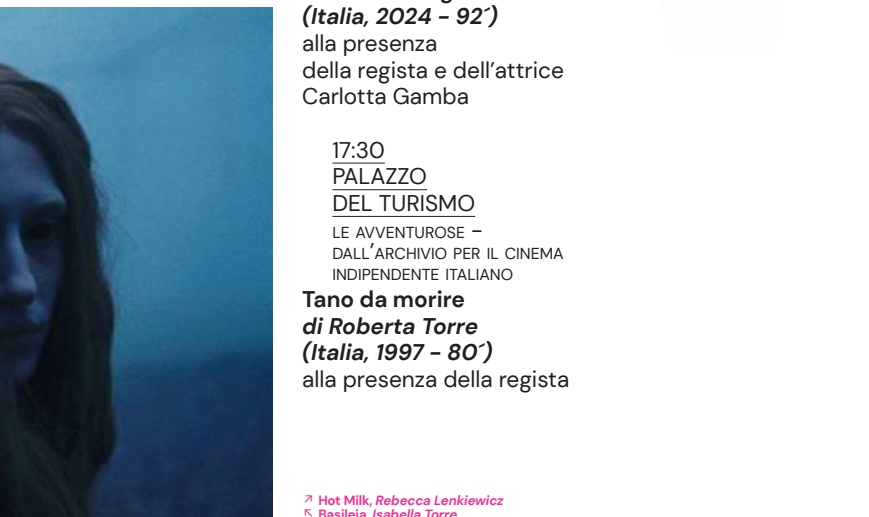 (Italia, 2024 – 92´)
alla presenza
della regista e dell’attrice
Carlotta Gamba
17:30
PALAZZO
DEL TURISMO
LE AVVENTUROSE –
DALL’ARCHIVIO PER IL CINEMA
INDIPENDENTE ITALIANO
Tano da morire
di Roberta Torre
(Italia, 1997 – 80´)
alla presenza della regista
↗ Hot Milk, Rebecca Lenkiewicz
↖ Basileia, Isabella Torre